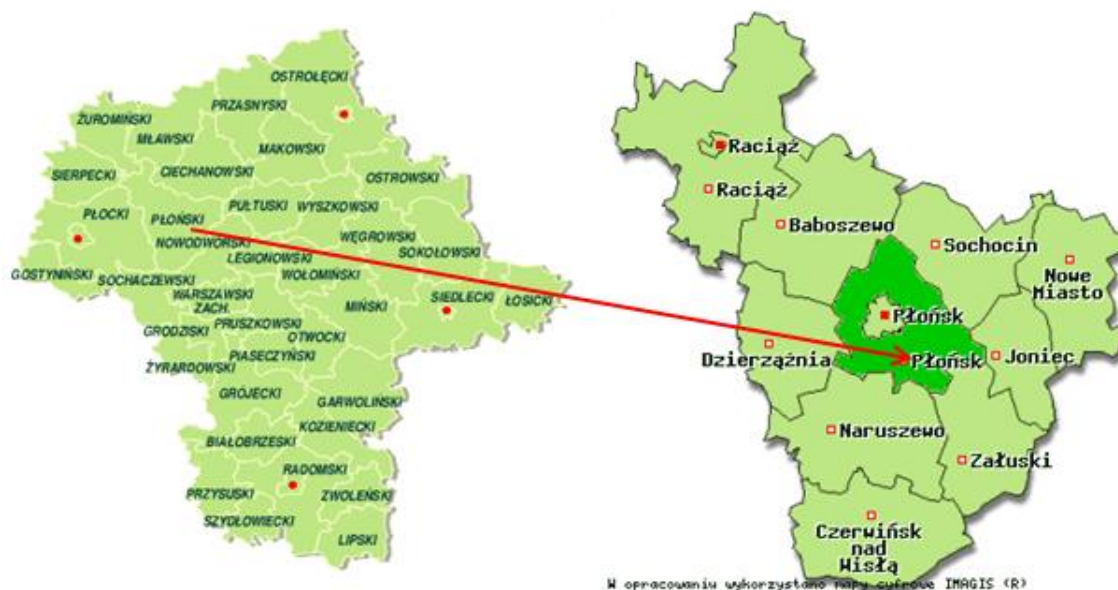 OSTROŁĘCKI
PRZASNYSKI
ŻUROMIŃSKI
MŁAWSKI
MAKOWSKI
CIECHANOWSKI
SIERPECKI
OSTROWSKI
PŁOCKI
PŁOŃSKI
PUŁTUSKI
WYSZKOWSKI
NOWODWORSKI
WĘGROWSKI
LEGIONOWSKI
SOKOŁOWSKI
GOSTYNIŃSKI
SOCHACZEWSKI
WOŁOMIŃSKI
WARSZAWSKI
ZACH.
MIŃSKI
SIEDLECKI
ŁOSICKI
GRODZISKI
PRUSZKOWSKI
OTWOCKI
PIASECZYŃSKI
ŻYRARDOWSKI
GRÓJECKI
GARWOLIŃSKI
KOZIENICKI
BIAŁOBRZESKI
RADOMSKI
PRZYSUSKI
ZWOLEŃSKI
SZYDŁOWIECKI
LIPSKI
Raciąż
Raciąż
Baboszewo
Sochocin
Nowe
Miasto
Płońsk
Dzierzążnia
Płońsk
Joniec
Naruszewo
Załuski
Czerwińsk
nad
Wisłą
W opracowaniu wykorzystano mapy cyfrowe IMAGIS (R)